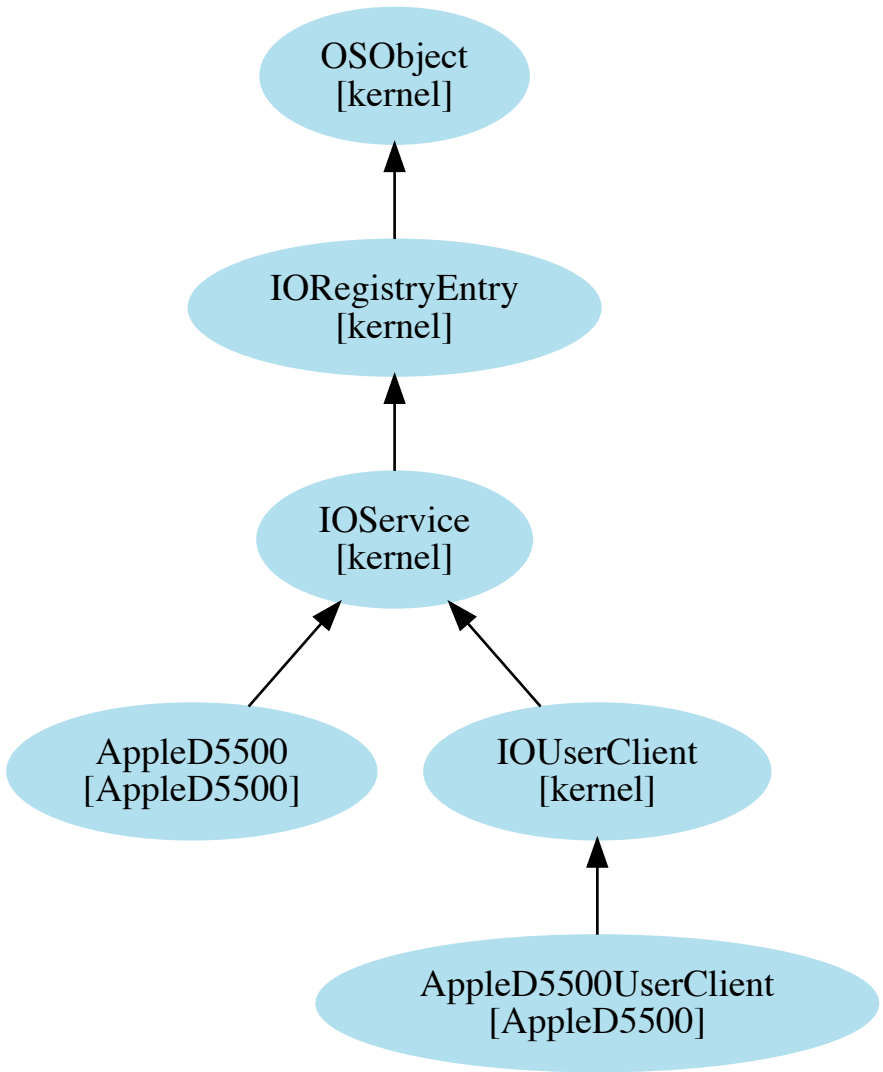 OSObject
[kernel]
IORegistryEntry
[kernel]
IOService
[kernel]
AppleD5500
[AppleD5500]
IOUserClient
[kernel]
AppleD5500UserClient
[AppleD5500]